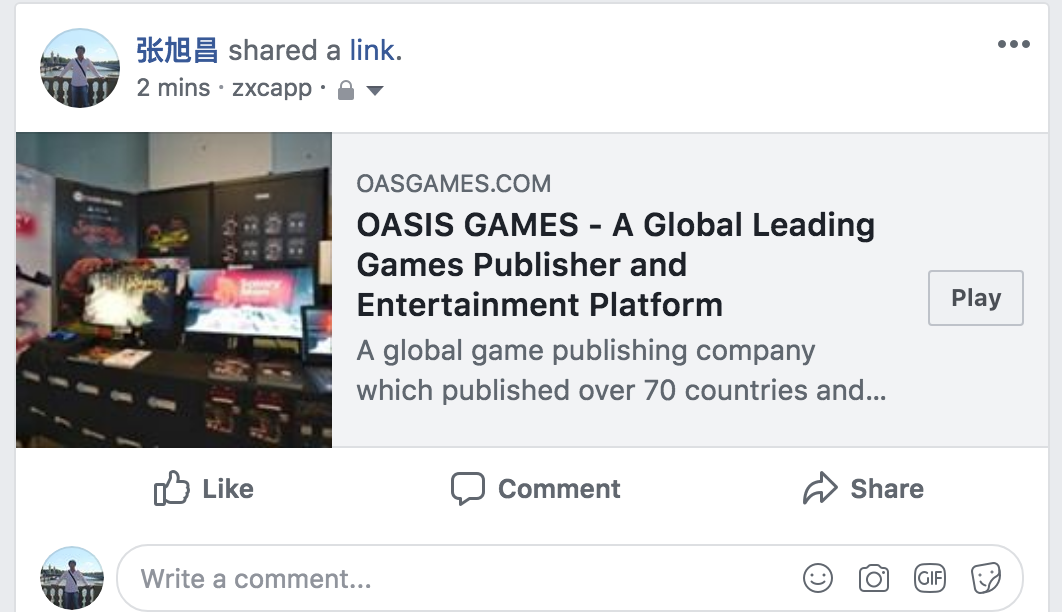 张旭昌 shared a link.
2 mins · zxcapp ·
OASGAMES.COM
OASIS GAMES - A Global Leading
Games Publisher and
Entertainment Platform
Play
A global game publishing company
which published over 70 countries and...
Like
Comment
Share
Write a comment...
GIF